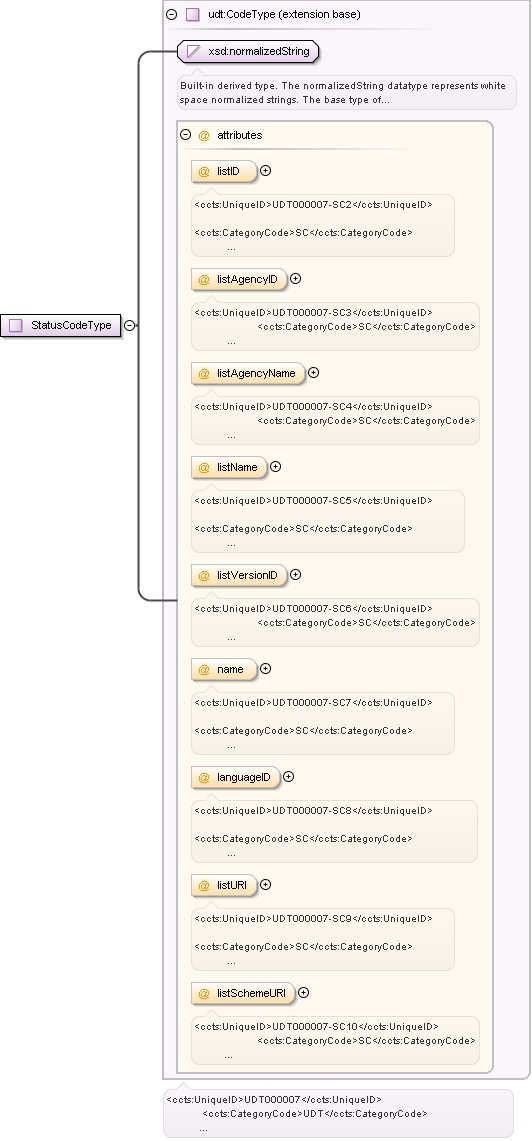 udt:CodeType (extension base)
xsd:normalizedString
Built-in derived type. The normalizedString datatype represents white
space normalized strings. The base type of...
@ attributes
@ listID
<ccts:UniqueID>UDT000007-SC2</ccts:UniqueID>
<ccts:CategoryCode>SC</ccts:CategoryCode>
...
@ listAgencyID
<ccts:UniqueID>UDT000007-SC3</ccts:UniqueID>
<ccts:CategoryCode>SC</ccts:CategoryCode>
...
StatusCodeType
@ listAgencyName
<ccts:UniqueID>UDT000007-SC4</ccts:UniqueID>
<ccts:CategoryCode>SC</ccts:CategoryCode>
...
@ listName
<ccts:UniqueID>UDT000007-SC5</ccts:UniqueID>
<ccts:CategoryCode>SC</ccts:CategoryCode>
...
@ listVersionID
<ccts:UniqueID>UDT000007-SC6</ccts:UniqueID>
<ccts:CategoryCode>SC</ccts:CategoryCode>
...
@ name
<ccts:UniqueID>UDT000007-SC7</ccts:UniqueID>
<ccts:CategoryCode>SC</ccts:CategoryCode>
...
@ languageID
<ccts:UniqueID>UDT000007-SC8</ccts:UniqueID>
<ccts:CategoryCode>SC</ccts:CategoryCode>
...
@ listURI
<ccts:UniqueID>UDT000007-SC9</ccts:UniqueID>
<ccts:CategoryCode>SC</ccts:CategoryCode>
...
@ listSchemeURI
<ccts:UniqueID>UDT000007-SC10</ccts:UniqueID>
<ccts:CategoryCode>SC</ccts:CategoryCode>
...
<ccts:UniqueID>UDT000007</ccts:UniqueID>
<ccts:CategoryCode>UDT</ccts:CategoryCode>
...